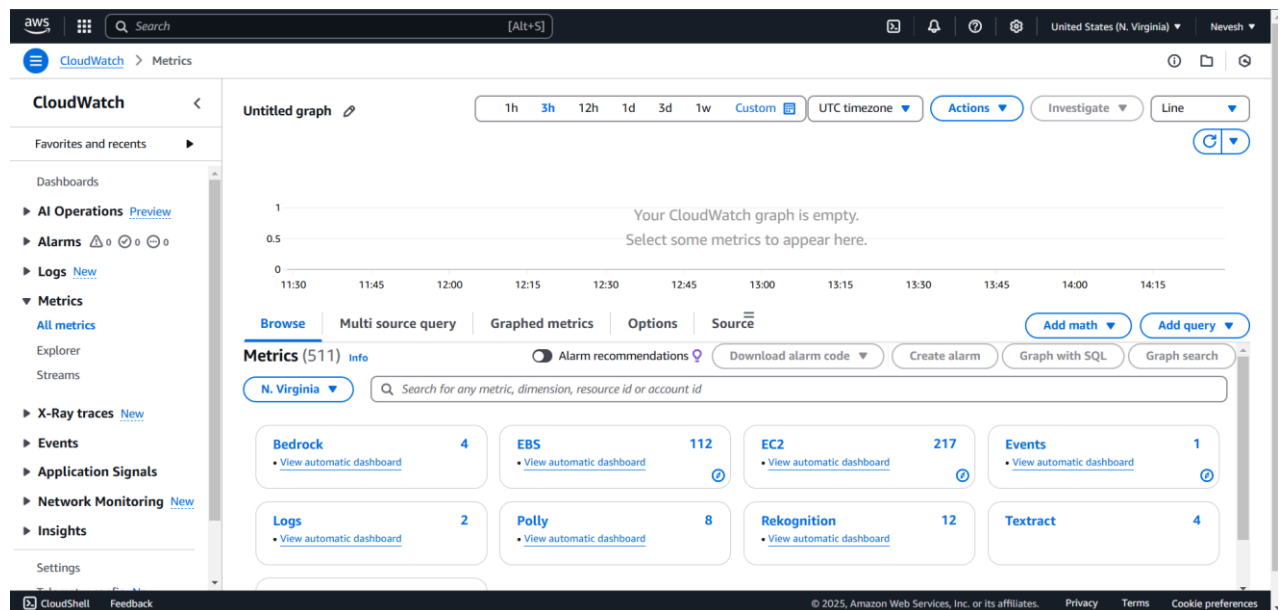 aws Search [Alt+S] United States (N. Virginia) ▼ Nevesh ▼
CloudWatch > Metrics
CloudWatch
Favorites and recents
Dashboards
AI Operations Preview
Alarms 0 0 0
Logs New
Metrics
All metrics
Explorer
Streams
X-Ray traces New
Events
Application Signals
Network Monitoring New
Insights
Settings
Untitled graph
1h 3h 12h 1d 3d 1w Custom UTC timezone ▼ Actions ▼ Investigate ▼ Line ▼
1
0.5
0
Your CloudWatch graph is empty.
Select some metrics to appear here.
11:30 11:45 12:00 12:15 12:30 12:45 13:00 13:15 13:30 13:45 14:00 14:15
Browse Multi source query Graphed metrics Options Source Add math ▼ Add query ▼
Metrics (511) Info Alarm recommendations Download alarm code ▼ Create alarm Graph with SQL Graph search
N. Virginia ▼ Search for any metric, dimension, resource id or account id
Bedrock 4
• View automatic dashboard
EBS 112
• View automatic dashboard
EC2 217
• View automatic dashboard
Events 1
• View automatic dashboard
Logs 2
• View automatic dashboard
Polly 8
• View automatic dashboard
Rekognition 12
• View automatic dashboard
Textract 4
CloudShell Feedback © 2025, Amazon Web Services, Inc. or its affiliates. Privacy Terms Cookie preferences